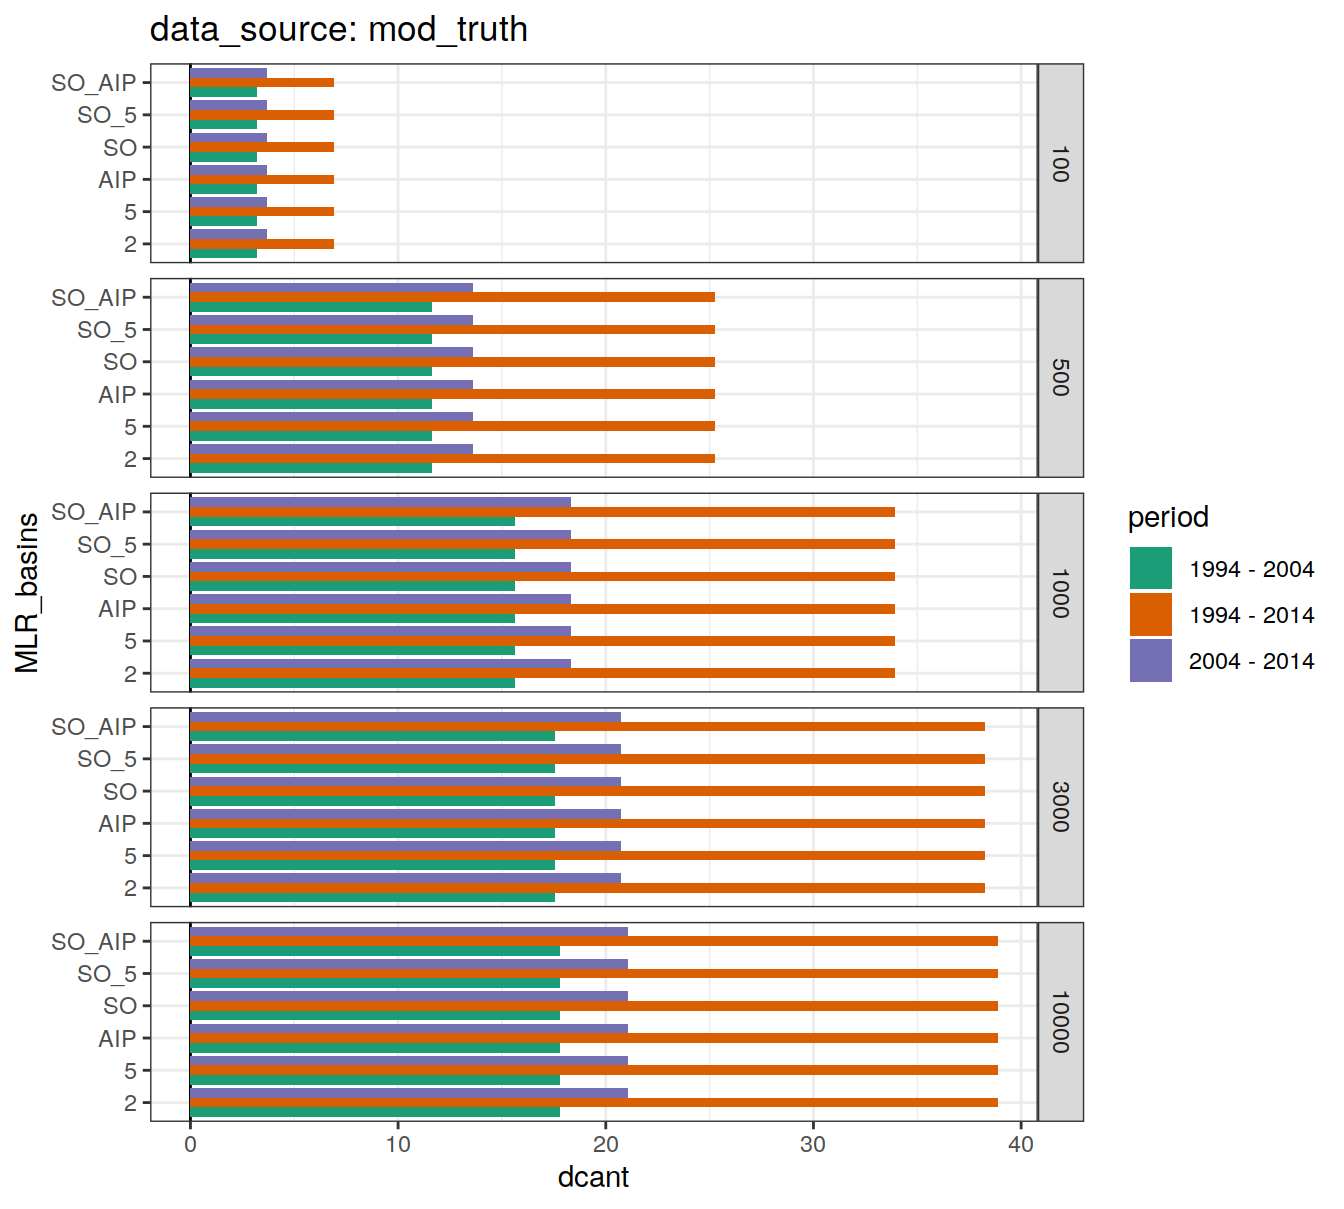 data_source: mod_truth
SO_AIP
SO_5
SO
AIP
5
2
100
SO_AIP
SO_5
SO
AIP
5
2
500
SO_AIP
SO_5
SO
AIP
5
2
1000
SO_AIP
SO_5
SO
AIP
5
2
3000
SO_AIP
SO_5
SO
AIP
5
2
10000
0 10 20 30 40
dcant
MLR_basins
period
1994 - 2004
1994 - 2014
2004 - 2014